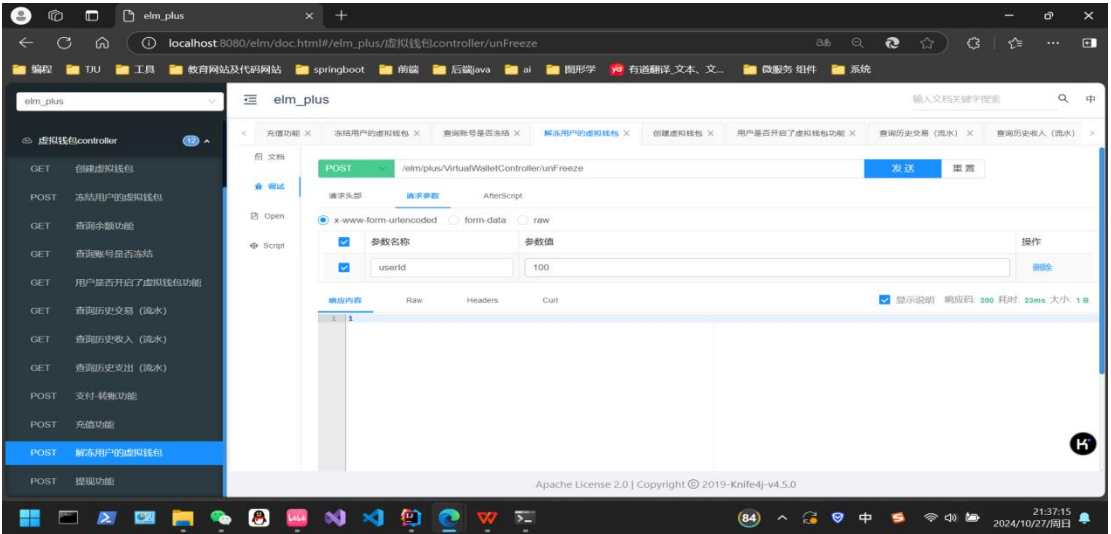 elm_plus
localhost:8080/elm/doc.html#/elm_plus/虚拟钱包controller/unFreeze
编程 TJU 工具 教育网站及代码网站 springboot 前端 后端java ai 图形学 有道翻译_文本、文... 微服务 组件 系统
elm_plus
elm_plus
输入文档关键字搜索
中
虚拟钱包controller 12
GET 创建虚拟钱包
POST 冻结用户的虚拟钱包
GET 查询余额功能
GET 查询账号是否冻结
GET 用户是否开启了虚拟钱包功能
GET 查询历史交易（流水）
GET 查询历史收入（流水）
GET 查询历史支出（流水）
POST 支付-转账功能
POST 充值功能
POST 解冻用户的虚拟钱包
POST 提现功能
充值功能 冻结用户的虚拟钱包 查询账号是否冻结 解冻用户的虚拟钱包 创建虚拟钱包 用户是否开启了虚拟钱包功能 查询历史交易（流水） 查询历史收入（流水）
文档
调试
Open
Script
POST /elm/plus/VirtualWalletController/unFreeze 发送 重置
请求头部 请求参数 AfterScript
x-www-form-urlencoded form-data raw
参数名称 参数值 操作
userId 100 删除
响应内容 Raw Headers Curl 显示说明 响应码: 200 耗时: 23ms 大小: 1 B
1 1
Apache License 2.0 | Copyright © 2019-Knife4j-v4.5.0
84 中 21:37:15
2024/10/27/周日